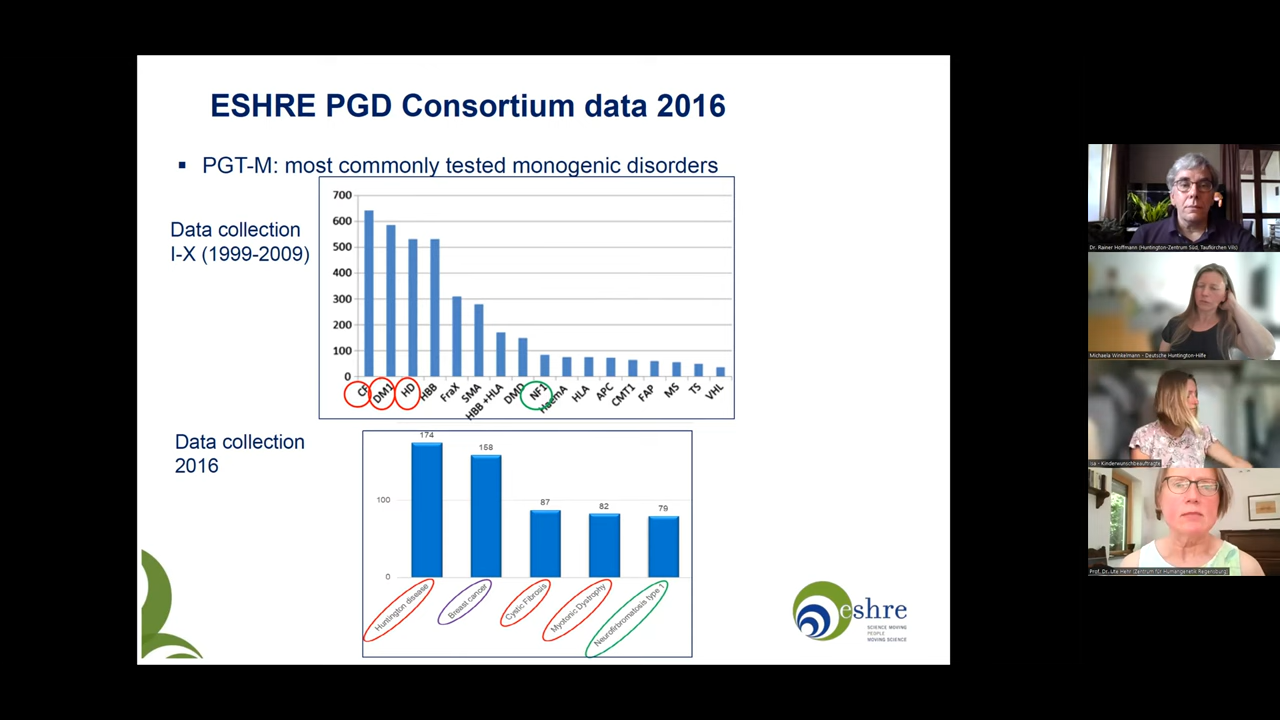 ESHRE PGD Consortium data 2016
▪ PGT-M: most commonly tested monogenic disorders
Data collection
I-X (1999-2009)
700
600
500
400
300
200
100
0
CF
DM1
HD
HBB
FraX
SMA
HBB +HLA
DMD
NF1
HaemA
HLA
APC
CMT1
FAP
MS
TS
VHL
Data collection
2016
174
158
87
82
79
100
0
Huntington disease
Breast cancer
Cystic Fibrosis
Myotonic Dystrophy
Neurofirbromatosis type 1
eshre
SCIENCE MOVING
PEOPLE
MOVING SCIENCE
Dr. Rainer Hoffmann (Huntington-Zentrum Süd, Taufkirchen Vils)
Michaela Winkelmann - Deutsche Huntington-Hilfe
- Kinderwunschbeauftragte
Prof. Dr. Ute Hehr (Zentrum für Humangenetik Regensburg)